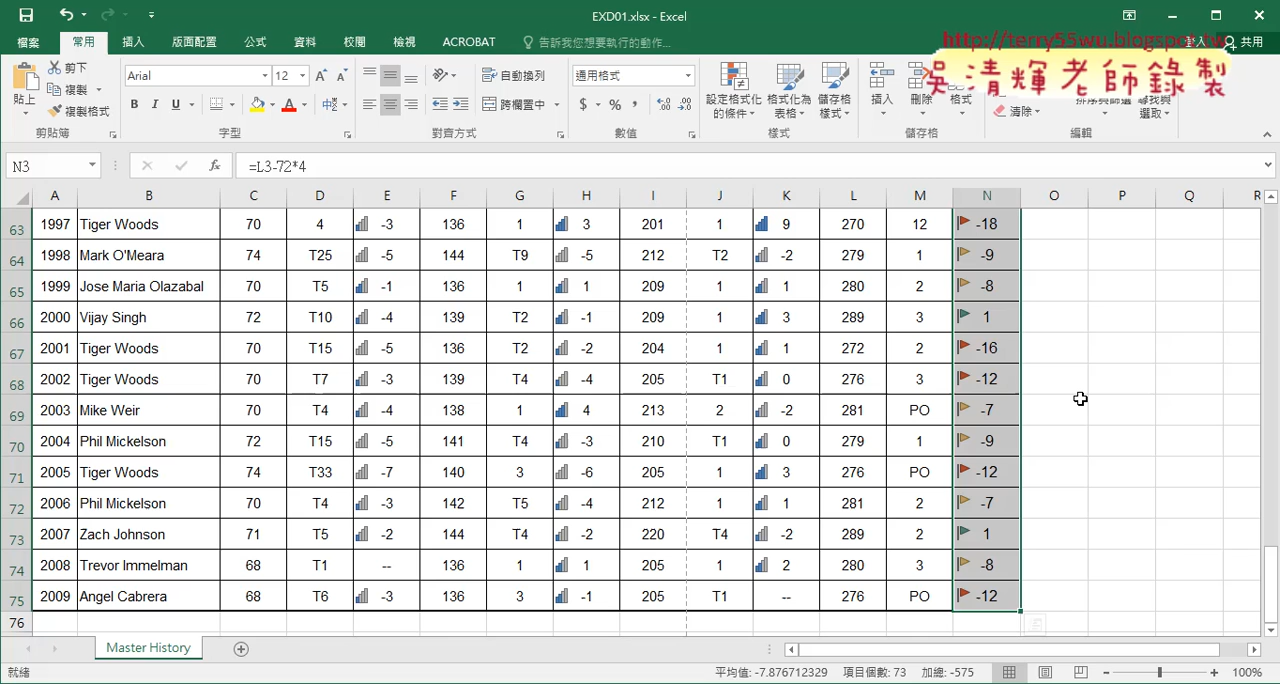 EXD01.xlsx - Excel
http://terry55wu.blogspot.tw
登入 共用
吳清輝老師錄製
檔案 常用 插入 版面配置 公式 資料 校閱 檢視 ACROBAT 告訴我您想要執行的動作...
貼上 剪下 複製 複製格式 剪貼簿
Arial 12 A A B I U A 字型
自動換列 跨欄置中 對齊方式
通用格式 $ % , 數值
設定格式化的條件 格式化為表格 儲存格樣式 樣式
插入 刪除 格式 儲存格
清除 排序與篩選 尋找與選取 編輯
N3 fx =L3-72*4
A B C D E F G H I J K L M N O P Q R
63 1997 Tiger Woods 70 4 -3 136 1 3 201 1 9 270 12 -18
64 1998 Mark O'Meara 74 T25 -5 144 T9 -5 212 T2 -2 279 1 -9
65 1999 Jose Maria Olazabal 70 T5 -1 136 1 1 209 1 1 280 2 -8
66 2000 Vijay Singh 72 T10 -4 139 T2 -1 209 1 3 289 3 1
67 2001 Tiger Woods 70 T15 -5 136 T2 -2 204 1 1 272 2 -16
68 2002 Tiger Woods 70 T7 -3 139 T4 -4 205 T1 0 276 3 -12
69 2003 Mike Weir 70 T4 -4 138 1 4 213 2 -2 281 PO -7
70 2004 Phil Mickelson 72 T15 -5 141 T4 -3 210 T1 0 279 1 -9
71 2005 Tiger Woods 74 T33 -7 140 3 -6 205 1 3 276 PO -12
72 2006 Phil Mickelson 70 T4 -3 142 T5 -4 212 1 1 281 2 -7
73 2007 Zach Johnson 71 T5 -2 144 T4 -2 220 T4 -2 289 2 1
74 2008 Trevor Immelman 68 T1 -- 136 1 1 205 1 2 280 3 -8
75 2009 Angel Cabrera 68 T6 -3 136 3 -1 205 T1 -- 276 PO -12
76
Master History
就緒 平均值: -7.876712329 項目個數: 73 加總: -575 100%